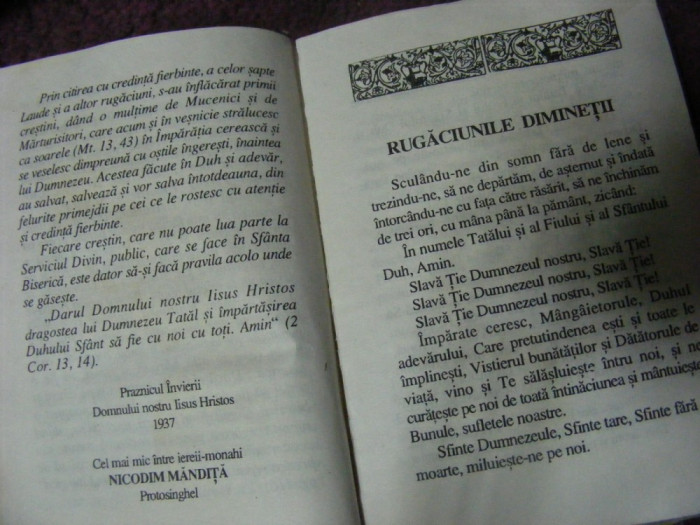 Prin citirea cu credință fierbinte, a celor șapte
Laude și a altor rugăciuni, s-au înflăcărat primii
creștini, dând o mulțime de Mucenici și de
Mărturisitori, care acum și în veșnicie strălucesc
ca soarele (Mt. 13, 43) în Împărăția cerească și
se veselesc dimpreună cu oștile îngerești, înaintea
lui Dumnezeu. Acestea făcute în Duh și adevăr,
au salvat, salvează și vor salva întotdeauna, din
felurite primejdii pe cei ce le rostesc cu atenție
și credință fierbinte.
Fiecare creștin, care nu poate lua parte la
Serviciul Divin, public, care se face în Sfânta
Biserică, este dator să-și facă pravila acolo unde
se găsește.
„Darul Domnului nostru Iisus Hristos
dragostea lui Dumnezeu Tatăl și împărtășirea
Duhului Sfânt să fie cu noi cu toți. Amin“ (2
Cor. 13, 14).
Praznicul Învierii
Domnului nostru Iisus Hristos
1937
Cel mai mic între iereii-monahi
NICODIM MĂNDIȚĂ
Protosinghel
RUGĂCIUNILE DIMINEȚII
Sculându-ne din somn fără de lene și
trezindu-ne, să ne depărtăm, de așternut și îndată
întorcându-ne cu fața către răsărit, să ne închinăm
de trei ori, cu mâna până la pământ, zicând:
În numele Tatălui și al Fiului și al Sfântului
Duh, Amin.
Slavă Ție Dumnezeul nostru, Slavă Ție!
Slavă Ție Dumnezeul nostru, Slavă Ție!
Slavă Ție Dumnezeul nostru, Slavă Ție!
Împărate ceresc, Mângâietorule, Duhul
adevărului, Care pretutindenea ești și toate le
împlinești, Vistierul bunătăților și Dătătorule de
viață, vino și Te sălășluiește întru noi, și ne
curățește pe noi de toată întinăciunea și mântuiește
Bunule, sufletele noastre.
Sfinte Dumnezeule, Sfinte tare, Sfinte fără
moarte, miluiește-ne pe noi.